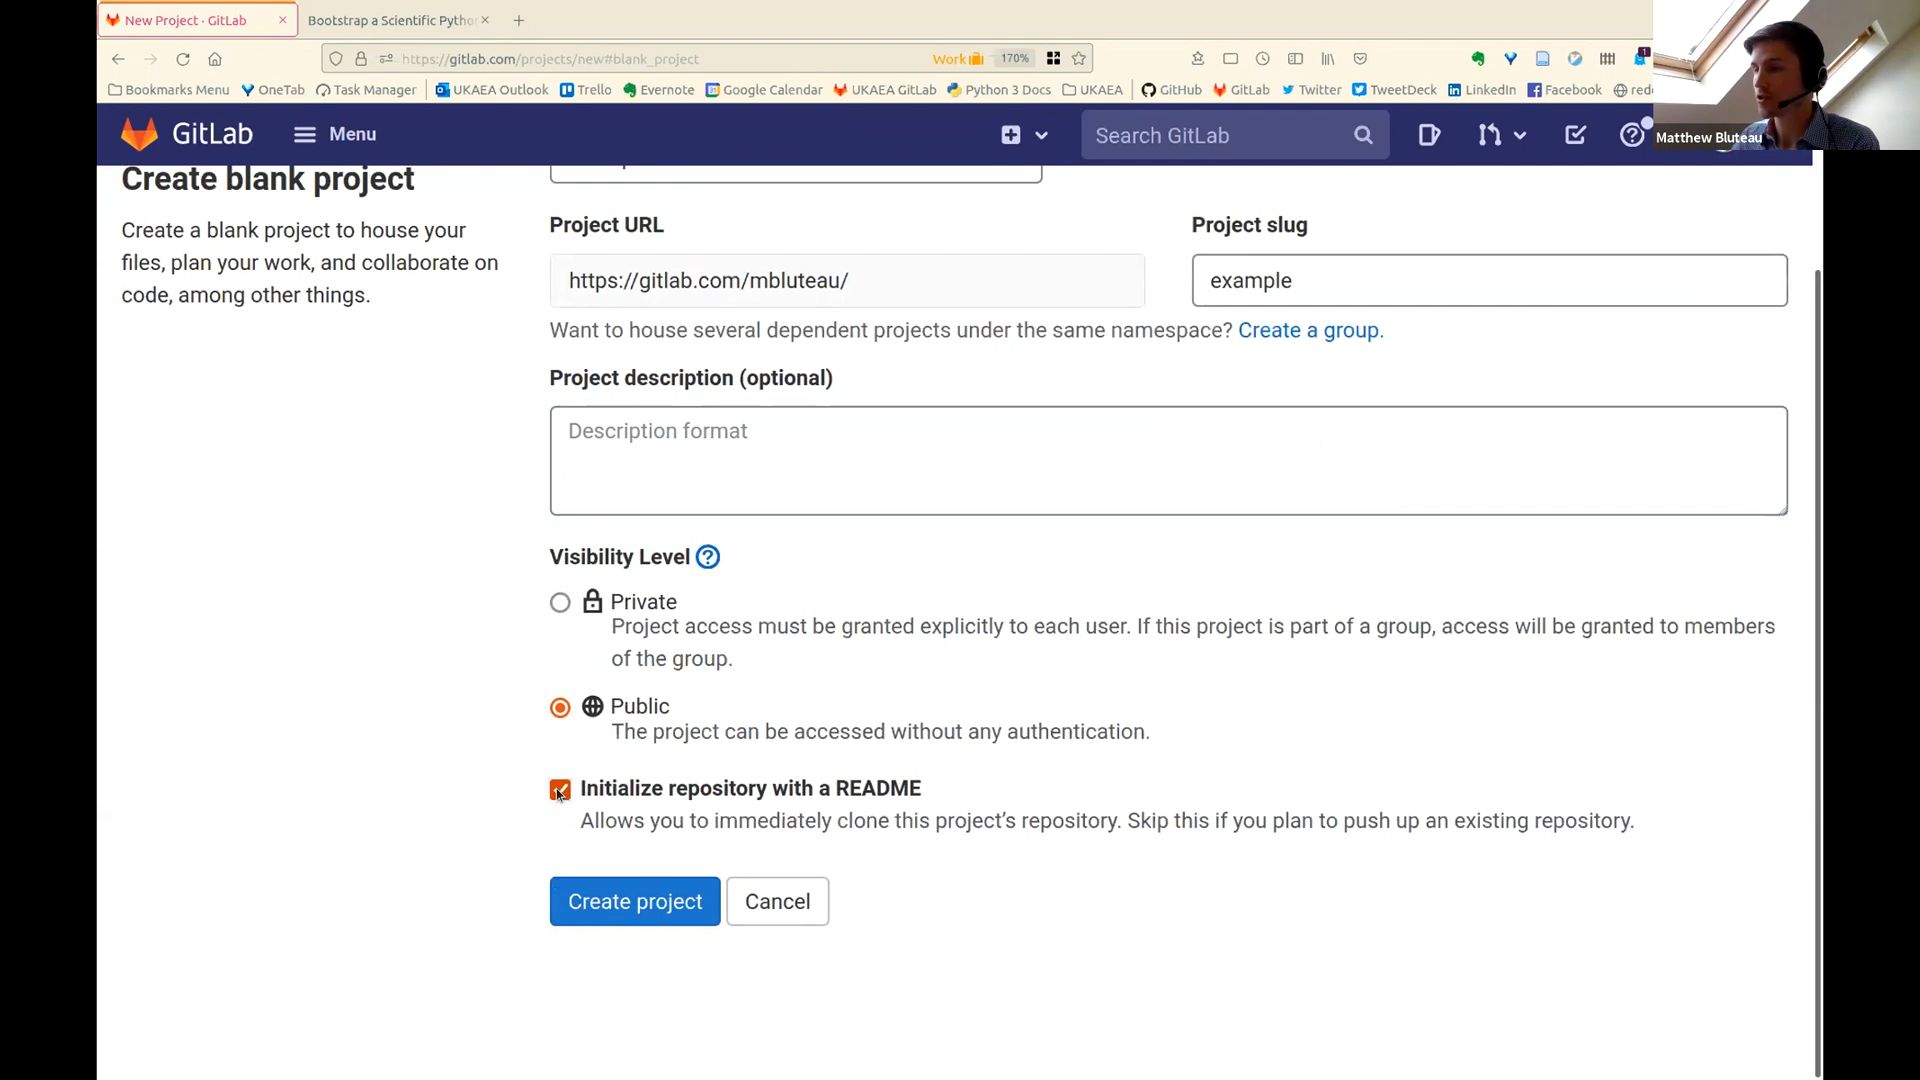 New Project · GitLab
Bootstrap a Scientific Pytho
https://gitlab.com/projects/new#blank_project
Work
170%
1
Bookmarks Menu
OneTab
Task Manager
UKAEA Outlook
Trello
Evernote
Google Calendar
UKAEA GitLab
Python 3 Docs
UKAEA
GitHub
GitLab
Twitter
TweetDeck
LinkedIn
Facebook
red
Matthew Bluteau
GitLab
Menu
Search GitLab
Create blank project
Create a blank project to house your
files, plan your work, and collaborate on
code, among other things.
Project URL
Project slug
https://gitlab.com/mbluteau/
example
Want to house several dependent projects under the same namespace? Create a group.
Project description (optional)
Description format
Visibility Level
Private
Project access must be granted explicitly to each user. If this project is part of a group, access will be granted to members
of the group.
Public
The project can be accessed without any authentication.
Initialize repository with a README
Allows you to immediately clone this project's repository. Skip this if you plan to push up an existing repository.
Create project
Cancel